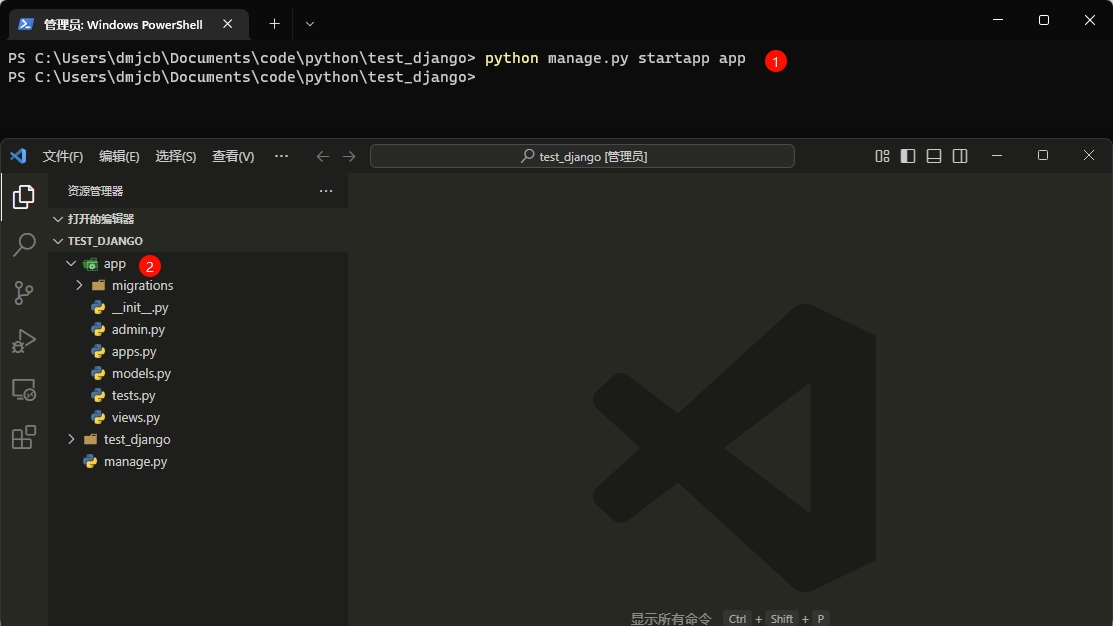 管理员: Windows PowerShell
PS C:\Users\dmjcb\Documents\code\python\test_django> python manage.py startapp app 1
PS C:\Users\dmjcb\Documents\code\python\test_django>
文件(F) 编辑(E) 选择(S) 查看(V) ··· test_django [管理员]
资源管理器 ···
打开的编辑器
TEST_DJANGO
app 2
migrations
__init__.py
admin.py
apps.py
models.py
tests.py
views.py
test_django
manage.py
显示所有命令 Ctrl + Shift + P